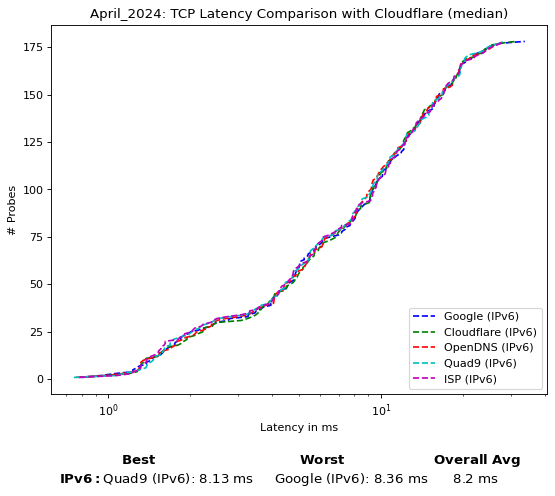 April_2024: TCP Latency Comparison with Cloudflare (median)
175
150
125
100
75
50
25
0
# Probes
Google (IPv6)
Cloudflare (IPv6)
OpenDNS (IPv6)
Quad9 (IPv6)
ISP (IPv6)
10⁰ 10¹
Latency in ms
Best Worst Overall Avg
IPv6: Quad9 (IPv6): 8.13 ms Google (IPv6): 8.36 ms 8.2 ms